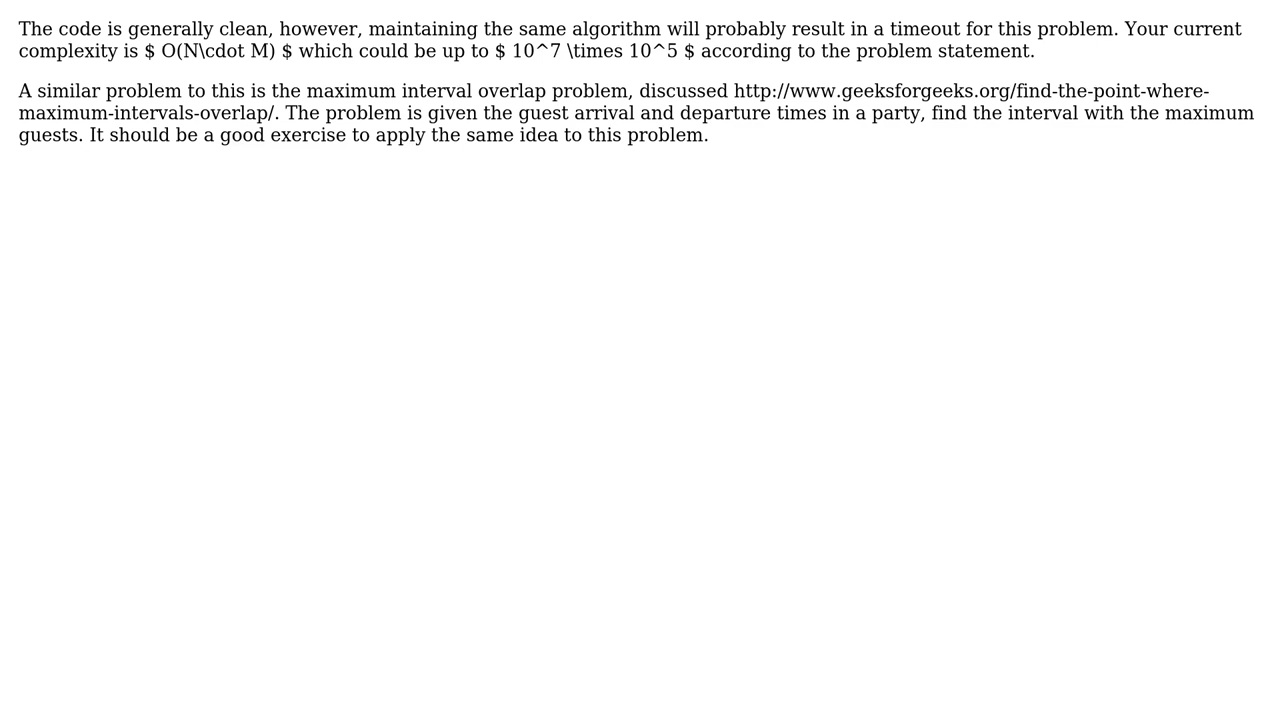 The code is generally clean, however, maintaining the same algorithm will probably result in a timeout for this problem. Your current
complexity is $ O(N\cdot M) $ which could be up to $ 10^7 \times 10^5 $ according to the problem statement.
A similar problem to this is the maximum interval overlap problem, discussed http://www.geeksforgeeks.org/find-the-point-where-
maximum-intervals-overlap/. The problem is given the guest arrival and departure times in a party, find the interval with the maximum
guests. It should be a good exercise to apply the same idea to this problem.